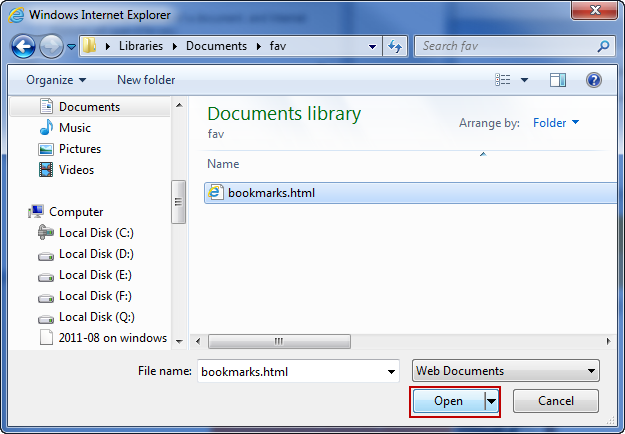 Windows Internet Explorer
Libraries Documents fav
Search fav
Organize New folder
Documents
Music
Pictures
Videos
Computer
Local Disk (C:)
Local Disk (D:)
Local Disk (E:)
Local Disk (F:)
Local Disk (Q:)
2011-08 on windows
Documents library
fav
Arrange by: Folder
Name
bookmarks.html
File name: bookmarks.html
Web Documents
Open Cancel